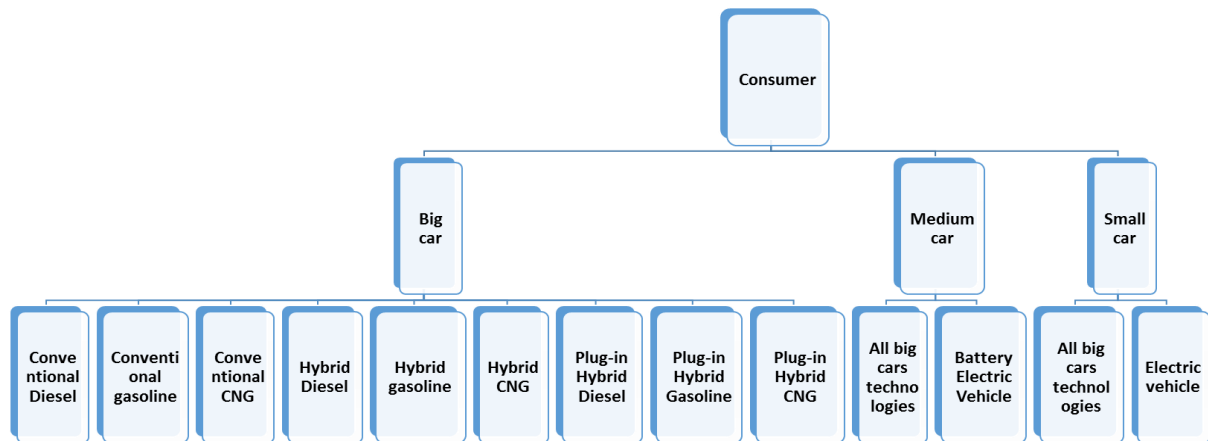 Consumer
Big
car
Medium
car
Small
car
Conve
ntional
Diesel
Conventi
onal
gasoline
Conve
ntional
CNG
Hybrid
Diesel
Hybrid
gasoline
Hybrid
CNG
Plug-in
Hybrid
Diesel
Plug-in
Hybrid
Gasoline
Plug-in
Hybrid
CNG
All big
cars
techno
logies
Battery
Electric
Vehicle
All big
cars
technol
ogies
Electric
vehicle